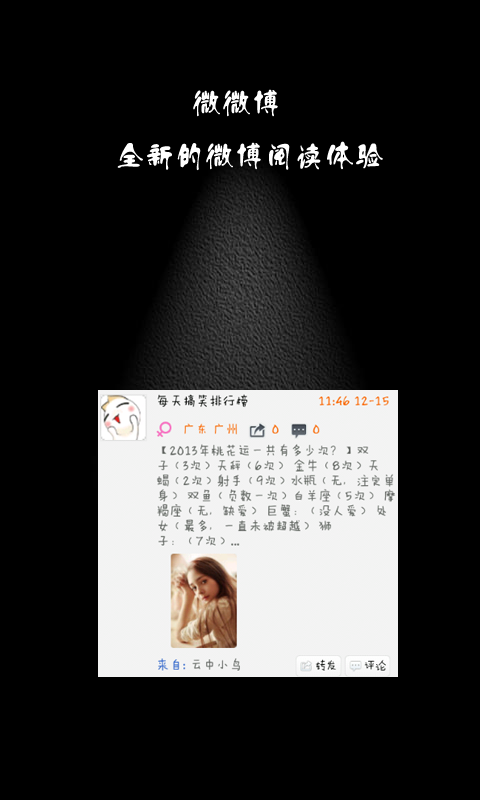 微微博
全新的微博阅读体验
每天搞笑排行榜 11:46 12-15
广东 广州 0 0
【2013年桃花运一共有多少次？】双
子（3次）天秤（6次） 金牛（8次）天
蝎（2次）射手（9次）水瓶（无，注定单
身） 双鱼（负数一次）白羊座（5次） 摩
羯座（无，缺爱） 巨蟹：（没人爱） 处
女（最多，一直未被超越） 狮
子：（7次）...
来自：云中小鸟 转发 评论